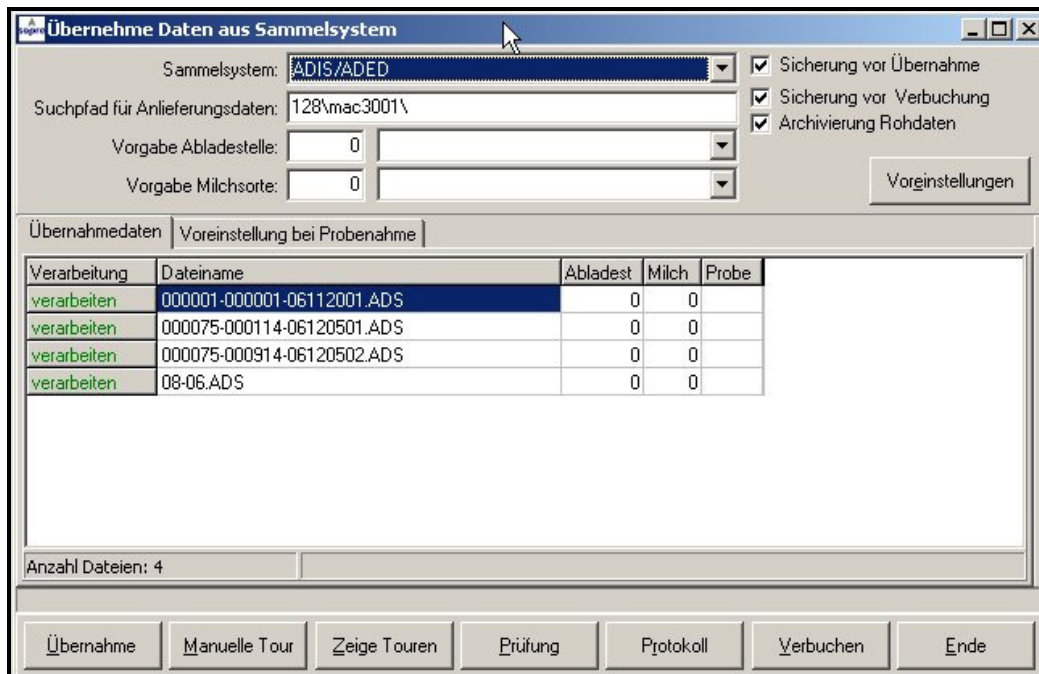 sopro Übernehme Daten aus Sammelsystem
Sammelsystem: ADIS/ADED
Sicherung vor Übernahme
Suchpfad für Anlieferungsdaten: 128\mac3001\
Sicherung vor Verbuchung
Archivierung Rohdaten
Vorgabe Abladestelle: 0
Vorgabe Milchsorte: 0
Voreinstellungen
Übernahmedaten Voreinstellung bei Probenahme
Verarbeitung Dateiname Abladest Milch Probe
verarbeiten 000001-000001-06112001.ADS 0 0
verarbeiten 000075-000114-06120501.ADS 0 0
verarbeiten 000075-000914-06120502.ADS 0 0
verarbeiten 08-06.ADS 0 0
Anzahl Dateien: 4
Übernahme Manuelle Tour Zeige Touren Prüfung Protokoll Verbuchen Ende